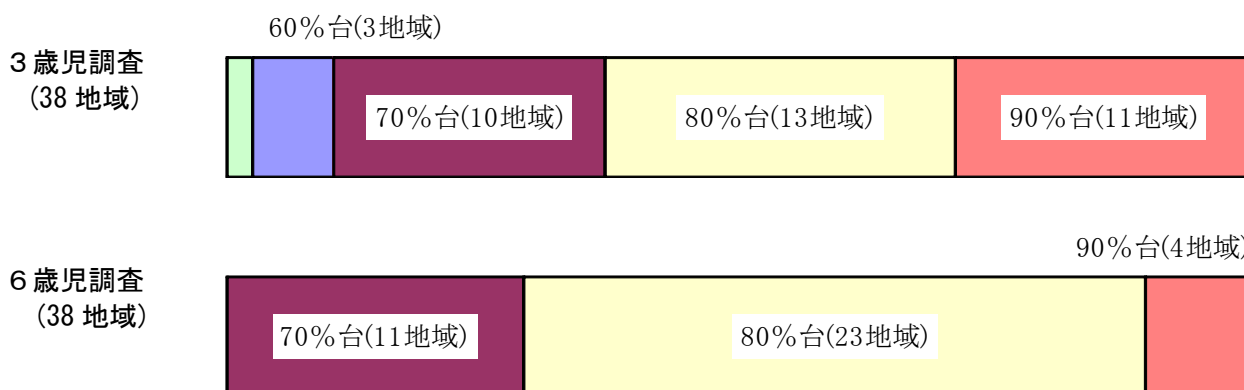 60%台(3地域)
3歳児調査
(38 地域)
70%台(10地域)
80%台(13地域)
90%台(11地域)
90%台(4地域)
6歳児調査
(38 地域)
70%台(11地域)
80%台(23地域)